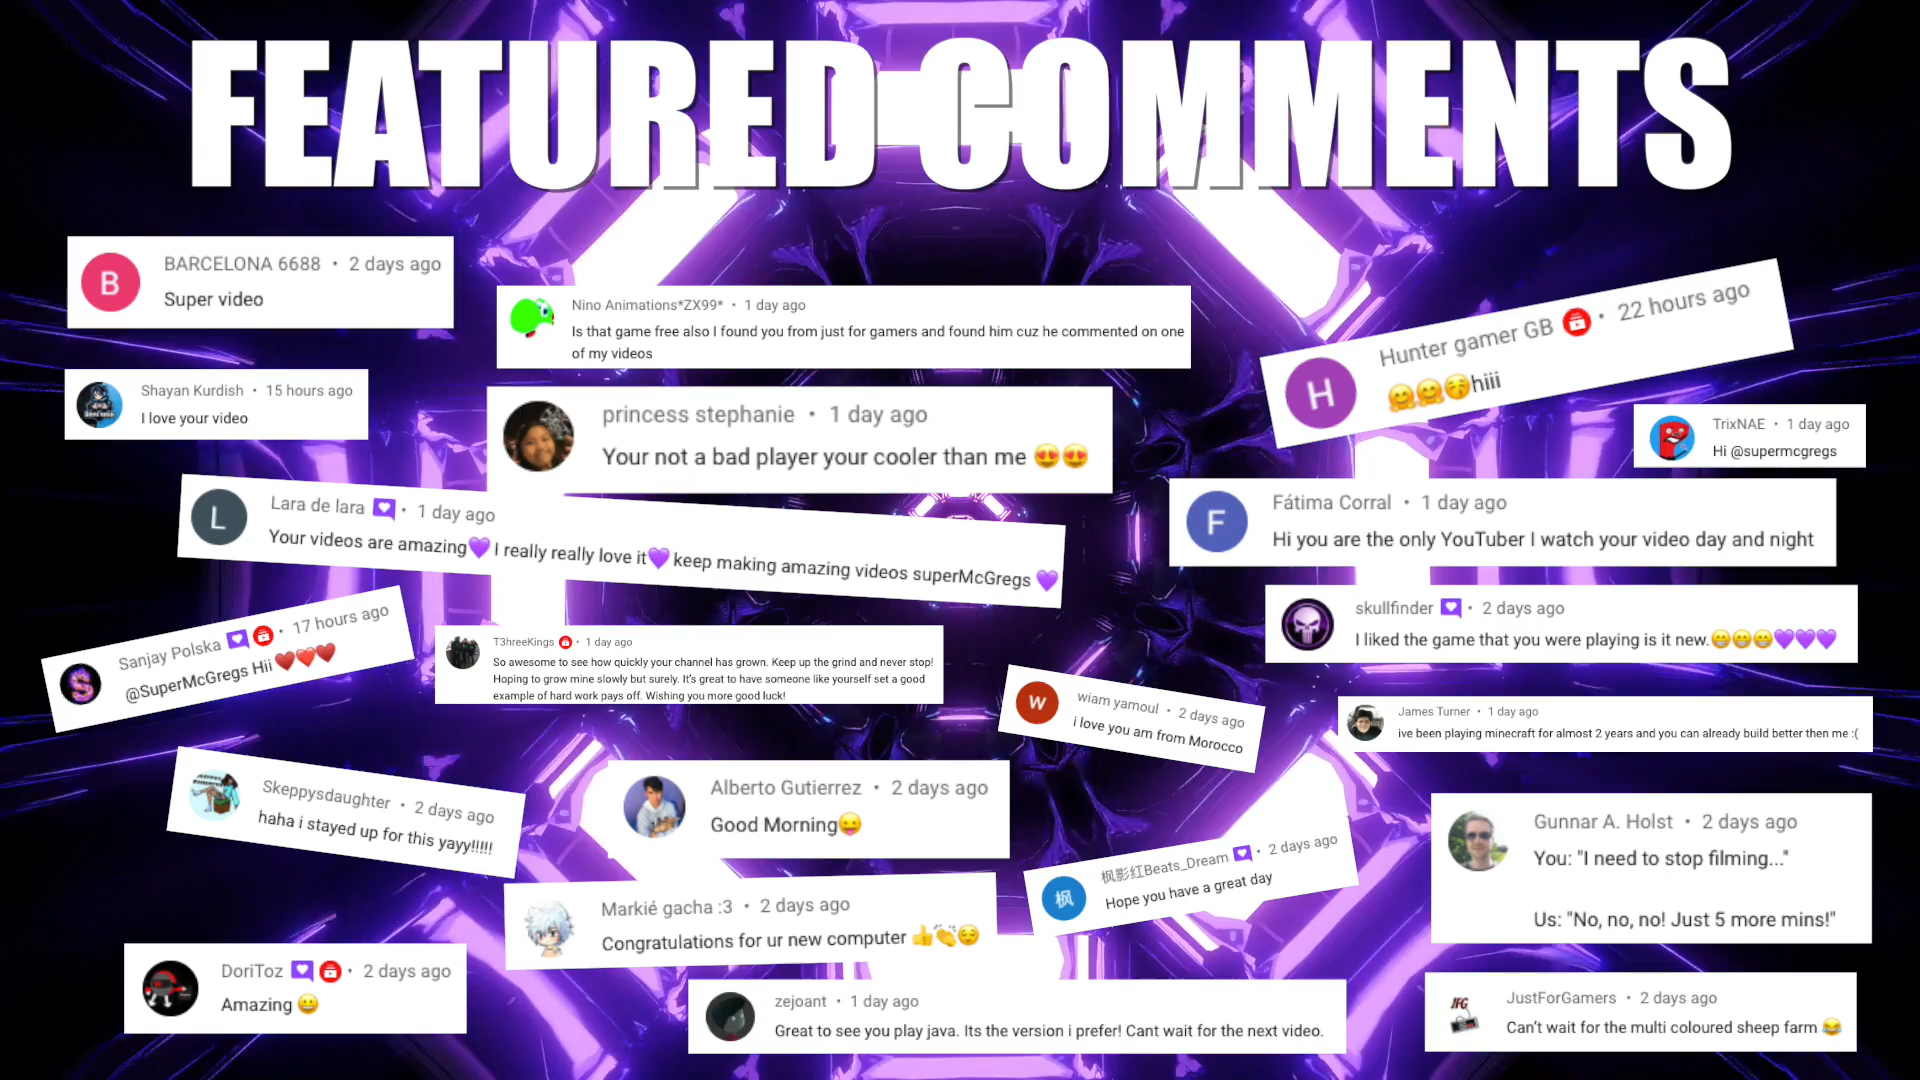 FEATURED COMMENTS
B
BARCELONA 6688 • 2 days ago
Super video
Nino Animations*ZX99* • 1 day ago
Is that game free also I found you from just for gamers and found him cuz he commented on one
of my videos
H
Hunter gamer GB • 22 hours ago
🤗🤗😚hiii
Shayan Kurdish • 15 hours ago
I love your video
princess stephanie • 1 day ago
Your not a bad player your cooler than me 😍😍
TrixNAE • 1 day ago
Hi @supermcgregs
L
Lara de lara • 1 day ago
Your videos are amazing💜 I really really love it💜 keep making amazing videos superMcGregs 💜
F
Fátima Corral • 1 day ago
Hi you are the only YouTuber I watch your video day and night
S
Sanjay Polska • 17 hours ago
@SuperMcGregs Hii ❤️❤️❤️
T3hreeKings • 1 day ago
So awesome to see how quickly your channel has grown. Keep up the grind and never stop!
Hoping to grow mine slowly but surely. It's great to have someone like yourself set a good
example of hard work pays off. Wishing you more good luck!
skullfinder • 2 days ago
I liked the game that you were playing is it new.😁😁😁💜💜💜
W
wiam yamoul • 2 days ago
i love you am from Morocco
James Turner • 1 day ago
ive been playing minecraft for almost 2 years and you can already build better then me :(
Skeppysdaughter • 2 days ago
haha i stayed up for this yayy!!!!!
Alberto Gutierrez • 2 days ago
Good Morning😛
枫
枫影红Beats_Dream • 2 days ago
Hope you have a great day
Gunnar A. Holst • 2 days ago
You: "I need to stop filming..."
Us: "No, no, no! Just 5 more mins!"
Markié gacha :3 • 2 days ago
Congratulations for ur new computer 👍👏😌
DoriToz • 2 days ago
Amazing 😀
zejoant • 1 day ago
Great to see you play java. Its the version i prefer! Cant wait for the next video.
JFG
JustForGamers • 2 days ago
Can't wait for the multi coloured sheep farm 😂